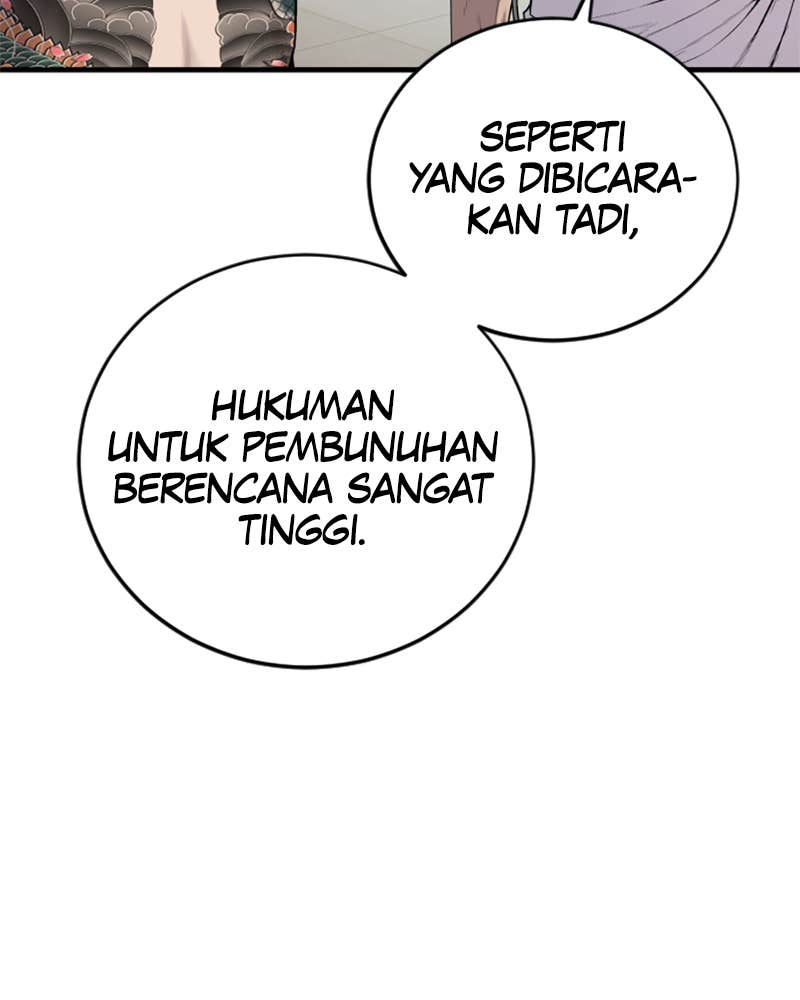 SEPERTI
YANG DIBICARA-
KAN TADI,
HUKUMAN
UNTUK PEMBUNUHAN
BERENCANA SANGAT
TINGGI.